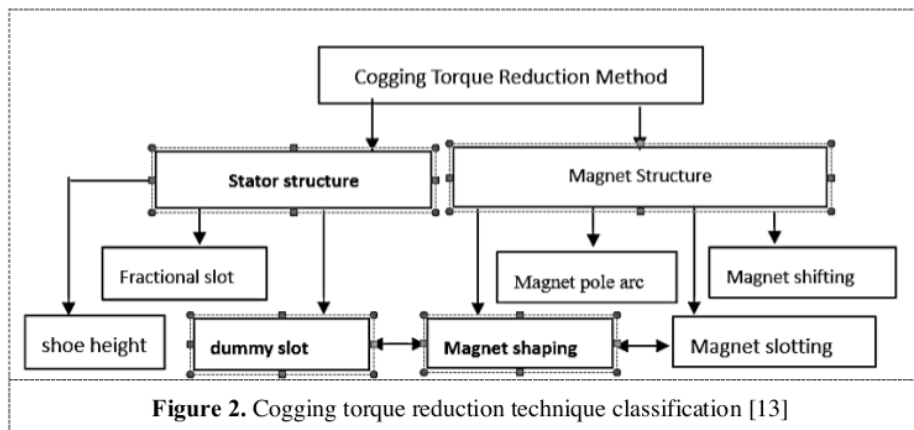 Cogging Torque Reduction Method
Stator structure
Magnet Structure
Fractional slot
Magnet pole arc
Magnet shifting
shoe height
dummy slot
Magnet shaping
Magnet slotting
Figure 2. Cogging torque reduction technique classification [13]